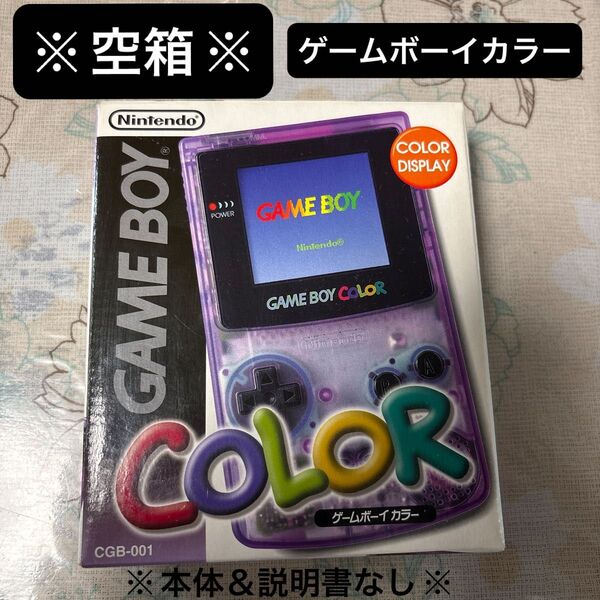 ※ 空箱 ※
ゲームボーイカラー
Nintendo®
GAME BOY®
COLOR
DISPLAY
POWER
GAME BOY
Nintendo®
GAME BOY COLOR
Nintendo
A
COLOR
ゲームボーイカラー
CGB-001
※ 本体＆説明書なし ※